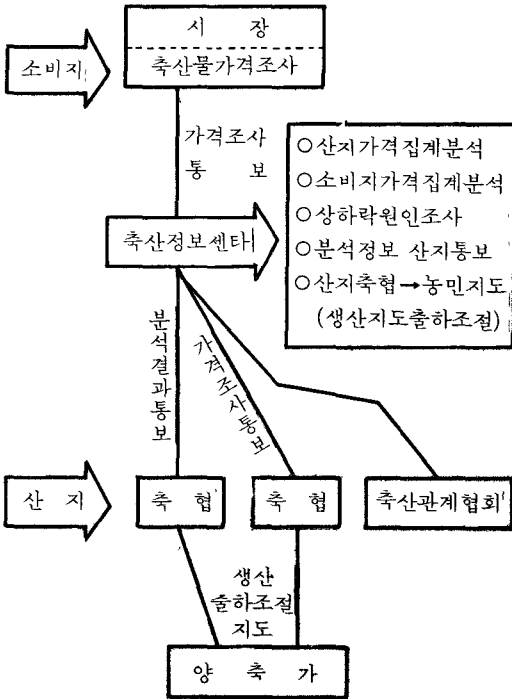 시 장
소비지
축산물가격조사
가격조사
통 보
○산지가격집계분석
○소비지가격집계분석
○상하락원인조사
○분석정보 산지통보
○산지축협→농민지도
(생산지도출하조절)
축산정보센타
분석결과통보
가격조사통보
산 지
축 협
축 협
축산관계협회
생산
출하조절
지도
양 축 가